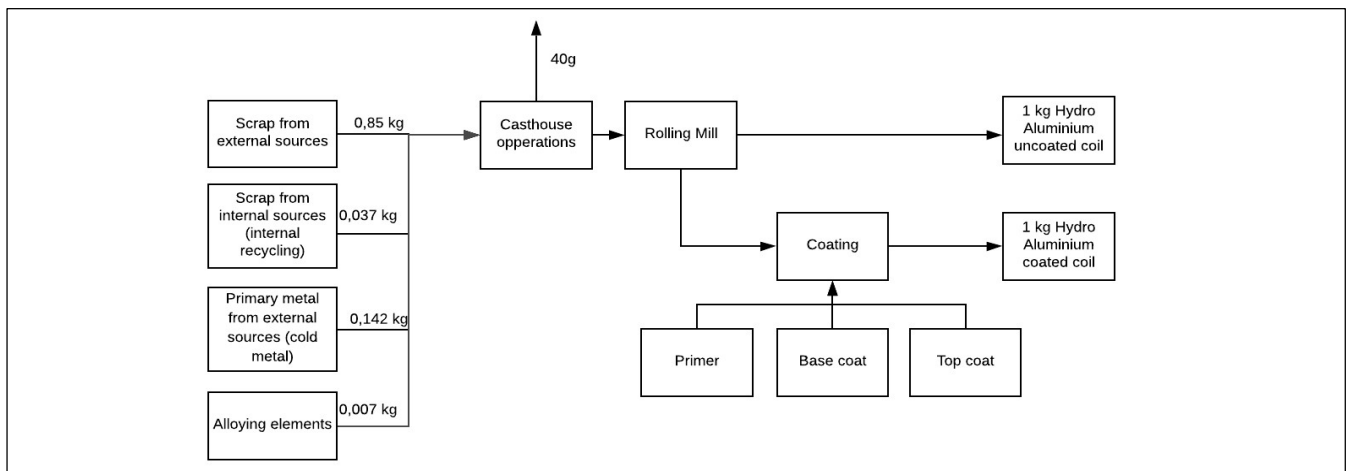 40g
Scrap from
external sources
0,85 kg
Casthouse
opperations
Rolling Mill
1 kg Hydro
Aluminium
uncoated coil
Scrap from
internal sources
(internal
recycling)
0,037 kg
Coating
1 kg Hydro
Aluminium
coated coil
Primary metal
from external
sources (cold
metal)
0,142 kg
Primer
Base coat
Top coat
Alloying elements
0,007 kg